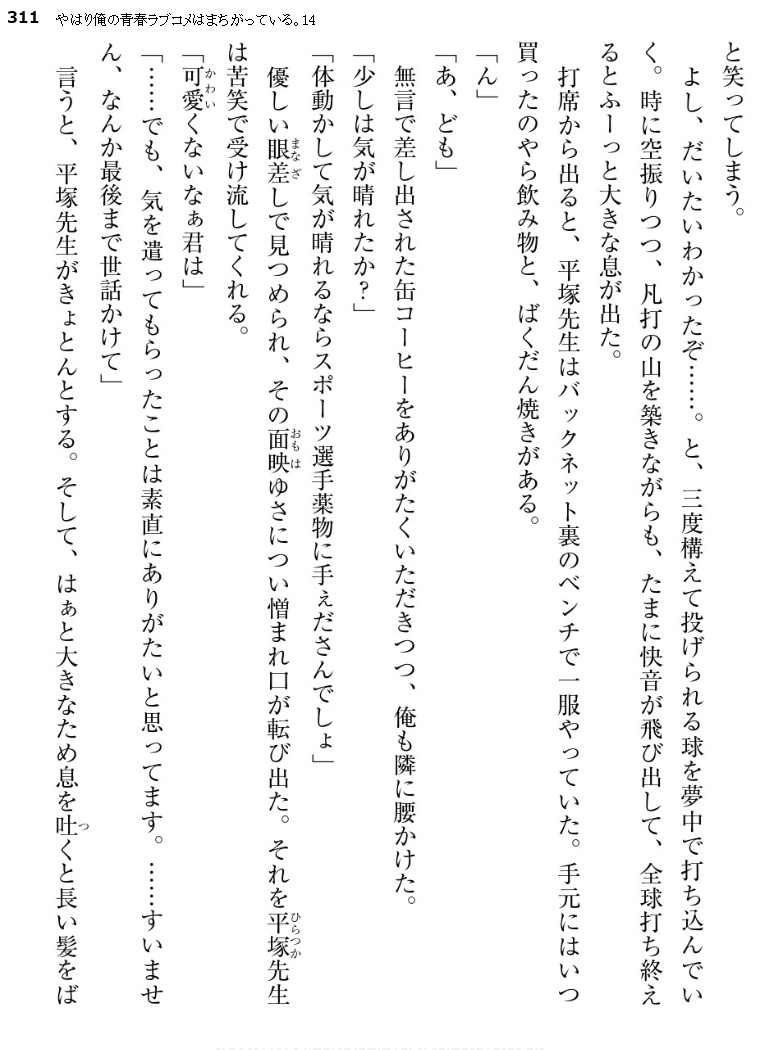 311 やはり俺の青春ラブコメはまちがっている。14
と笑ってしまう。
よし、だいたいわかったぞ……。と、三度構えて投げられる球を夢中で打ち込んでい
く。時に空振りつつ、凡打の山を築きながらも、たまに快音が飛び出して、全球打ち終え
るとふーっと大きな息が出た。
打席から出ると、平塚先生はバックネット裏のベンチで一服やっていた。手元にはいつ
買ったのやら飲み物と、ばくだん焼きがある。
「ん」
「あ、ども」
無言で差し出された缶コーヒーをありがたくいただきつつ、俺も隣に腰かけた。
「少しは気が晴れたか?」
「体動かして気が晴れるならスポーツ選手薬物に手ぇださんでしょ」
優しい眼差しで見つめられ、その面映ゆさについ憎まれ口が転び出た。それを平塚先生
は苦笑で受け流してくれる。
「可愛くないなぁ君は」
「……でも、気を遣ってもらったことは素直にありがたいと思ってます。……すいませ
ん、なんか最後まで世話かけて」
言うと、平塚先生がきょとんとする。そして、はぁと大きなため息を吐くと長い髪をば